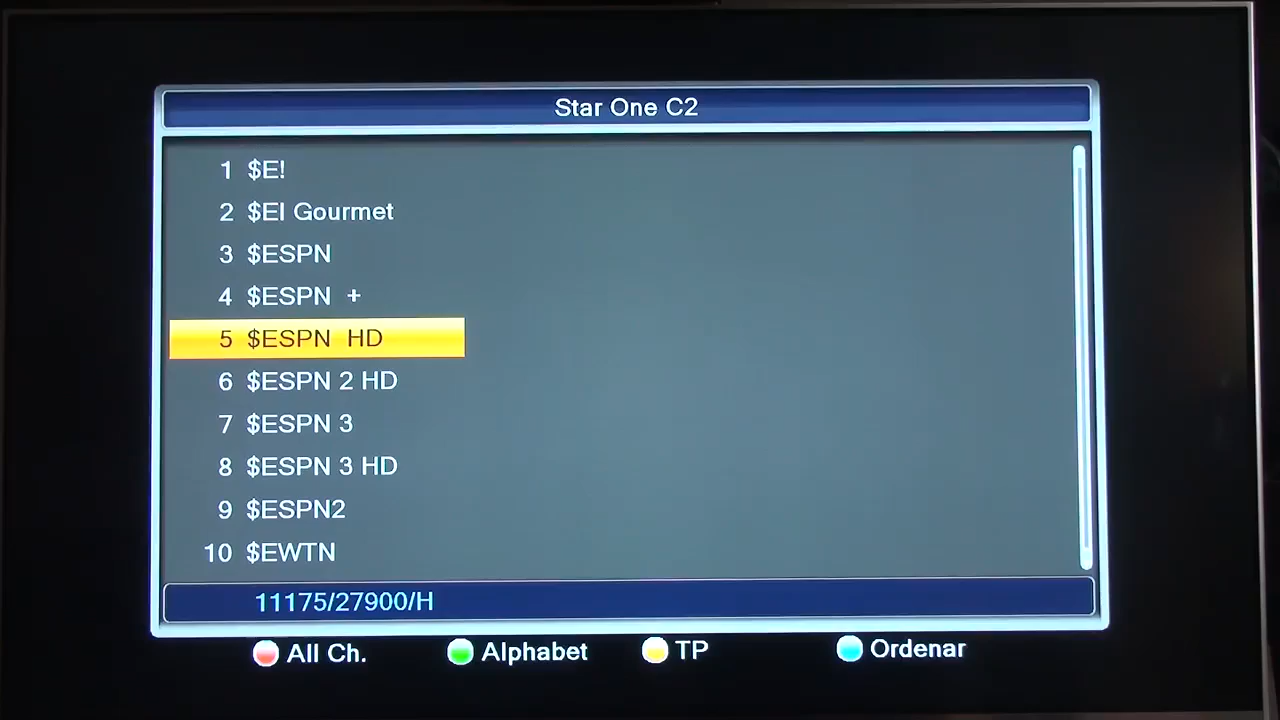 Star One C2
1 $E!
2 $El Gourmet
3 $ESPN
4 $ESPN +
5 $ESPN HD
6 $ESPN 2 HD
7 $ESPN 3
8 $ESPN 3 HD
9 $ESPN2
10 $EWTN
11175/27900/H
All Ch. Alphabet TP Ordenar